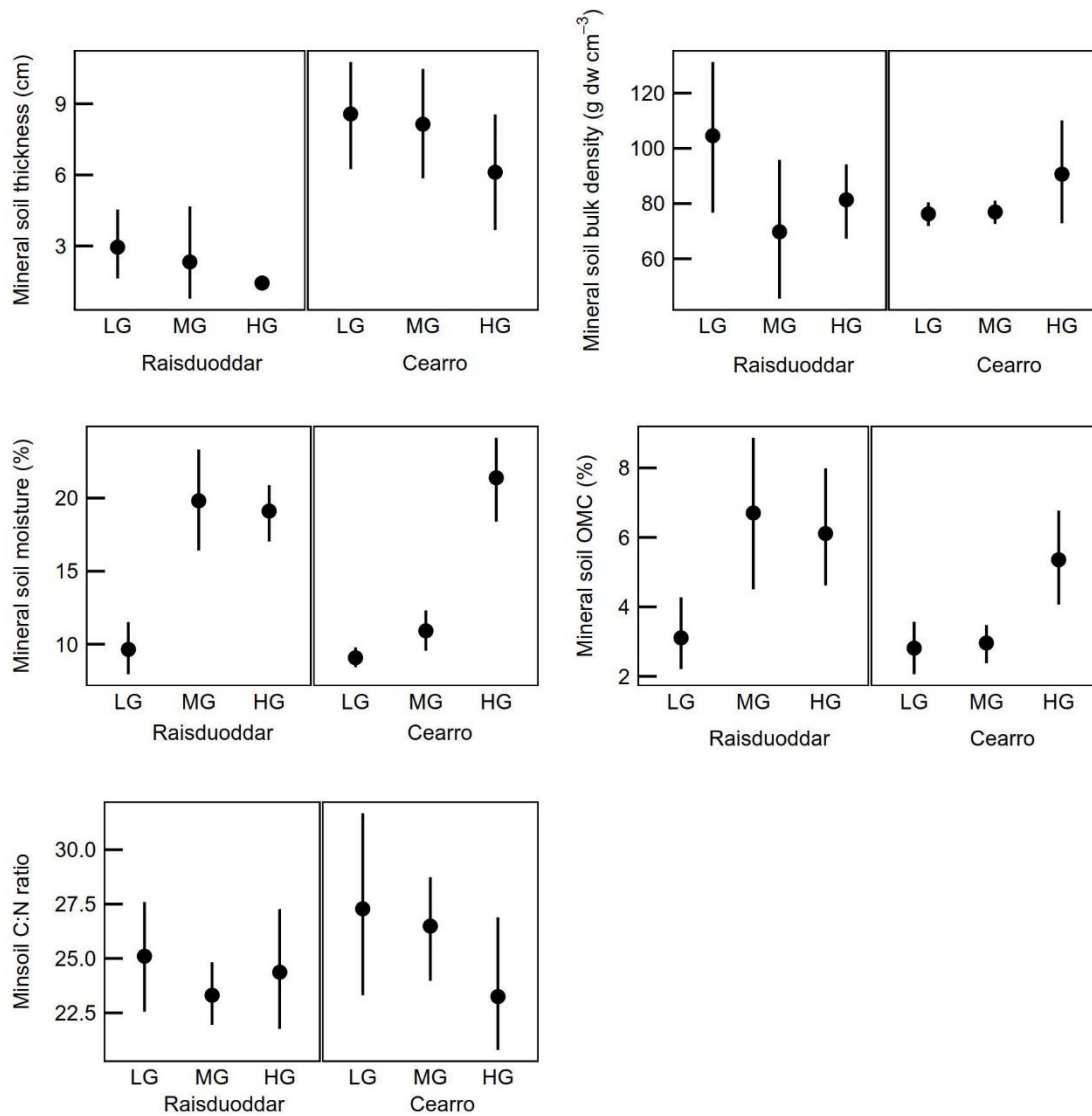 Mineral soil thickness (cm)
9
6
3
LG MG HG LG MG HG
Raisduoddar Cearro
Mineral soil bulk density (g dw cm⁻³)
120
100
80
60
LG MG HG LG MG HG
Raisduoddar Cearro
Mineral soil moisture (%)
20
15
10
LG MG HG LG MG HG
Raisduoddar Cearro
Mineral soil OMC (%)
8
6
4
2
LG MG HG LG MG HG
Raisduoddar Cearro
Minsoil C:N ratio
30.0
27.5
25.0
22.5
LG MG HG LG MG HG
Raisduoddar Cearro